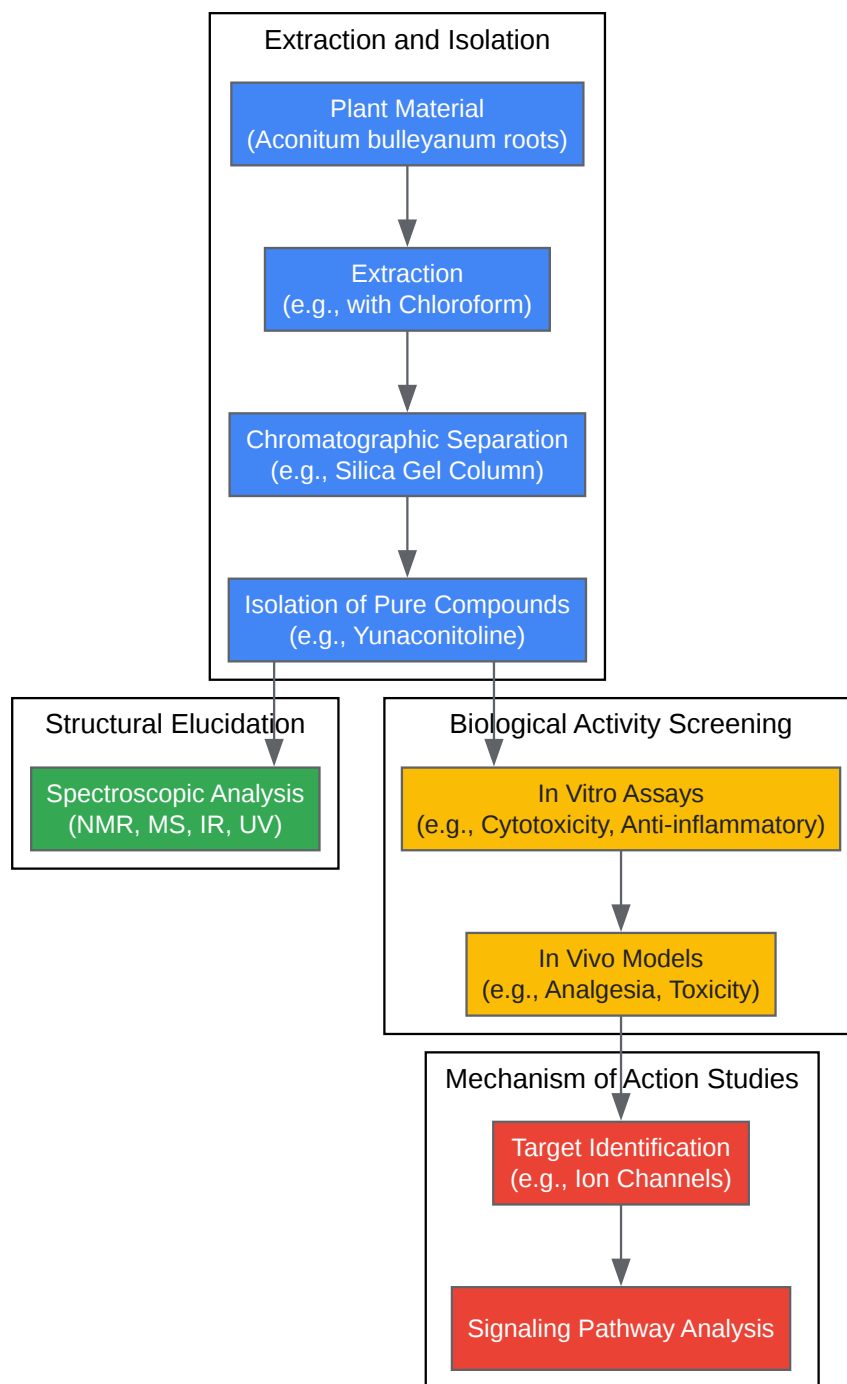 Extraction and Isolation
Plant Material
(Aconitum bulleyanum roots)
Extraction
(e.g., with Chloroform)
Chromatographic Separation
(e.g., Silica Gel Column)
Isolation of Pure Compounds
(e.g., Yunaconitoline)
Structural Elucidation
Spectroscopic Analysis
(NMR, MS, IR, UV)
Biological Activity Screening
In Vitro Assays
(e.g., Cytotoxicity, Anti-inflammatory)
In Vivo Models
(e.g., Analgesia, Toxicity)
Mechanism of Action Studies
Target Identification
(e.g., Ion Channels)
Signaling Pathway Analysis